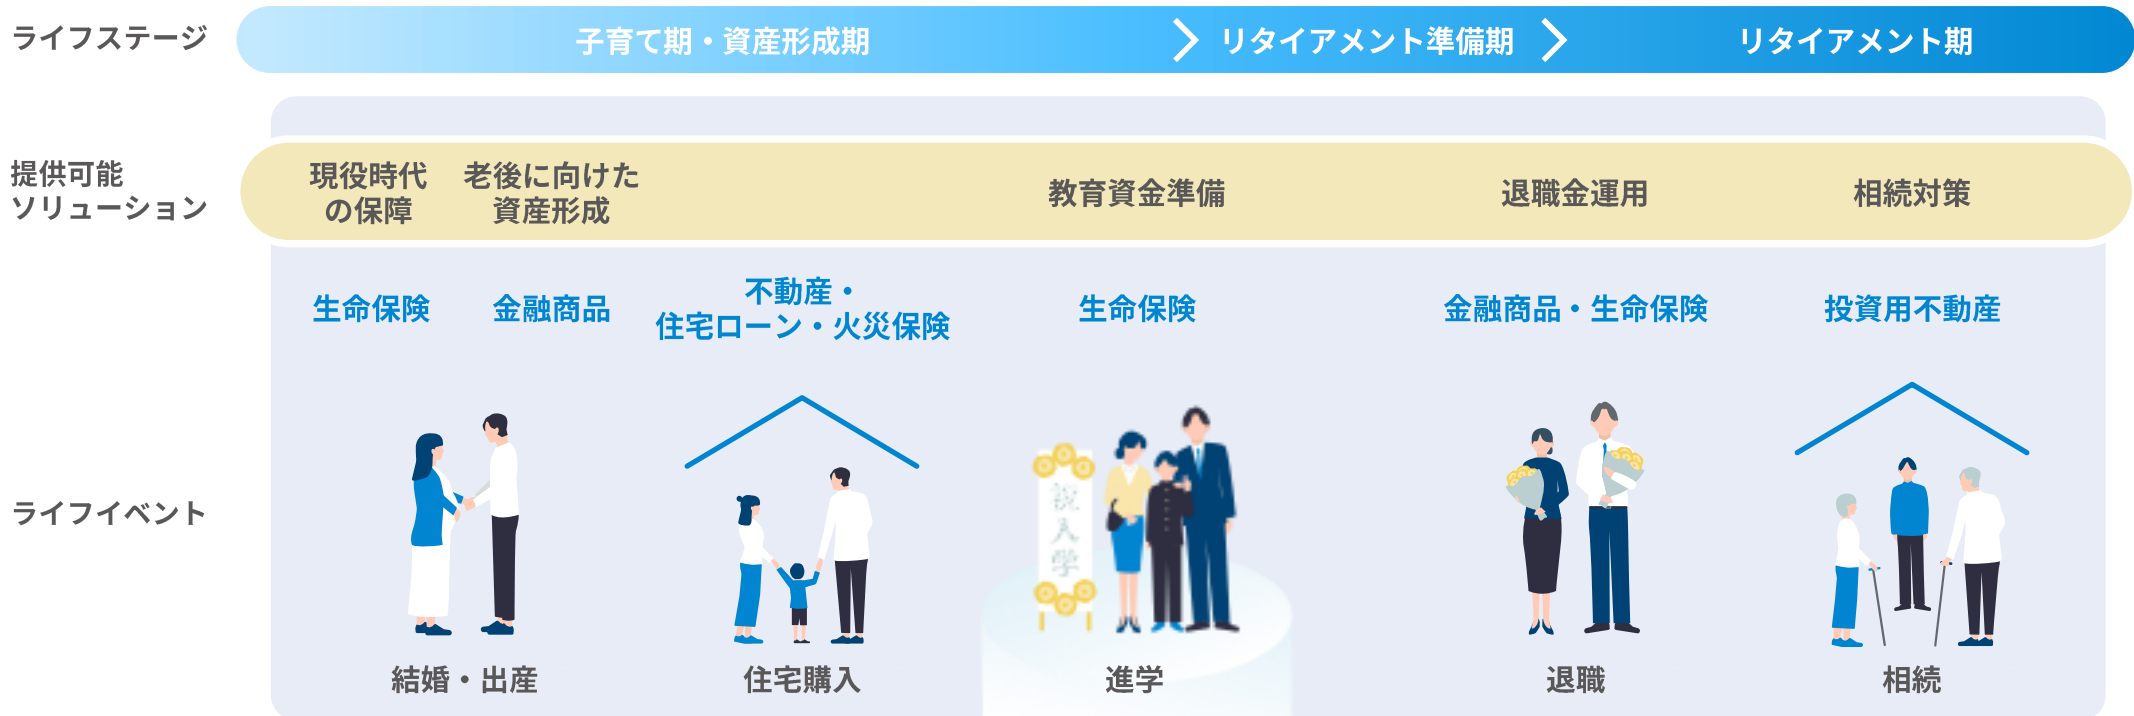 ライフステージ
子育て期・資産形成期
リタイアメント準備期
リタイアメント期
提供可能
ソリューション
現役時代
の保障
老後に向けた
資産形成
教育資金準備
退職金運用
相続対策
生命保険
金融商品
不動産・
住宅ローン・火災保険
生命保険
金融商品・生命保険
投資用不動産
ライフイベント
祝入学
結婚・出産
住宅購入
進学
退職
相続